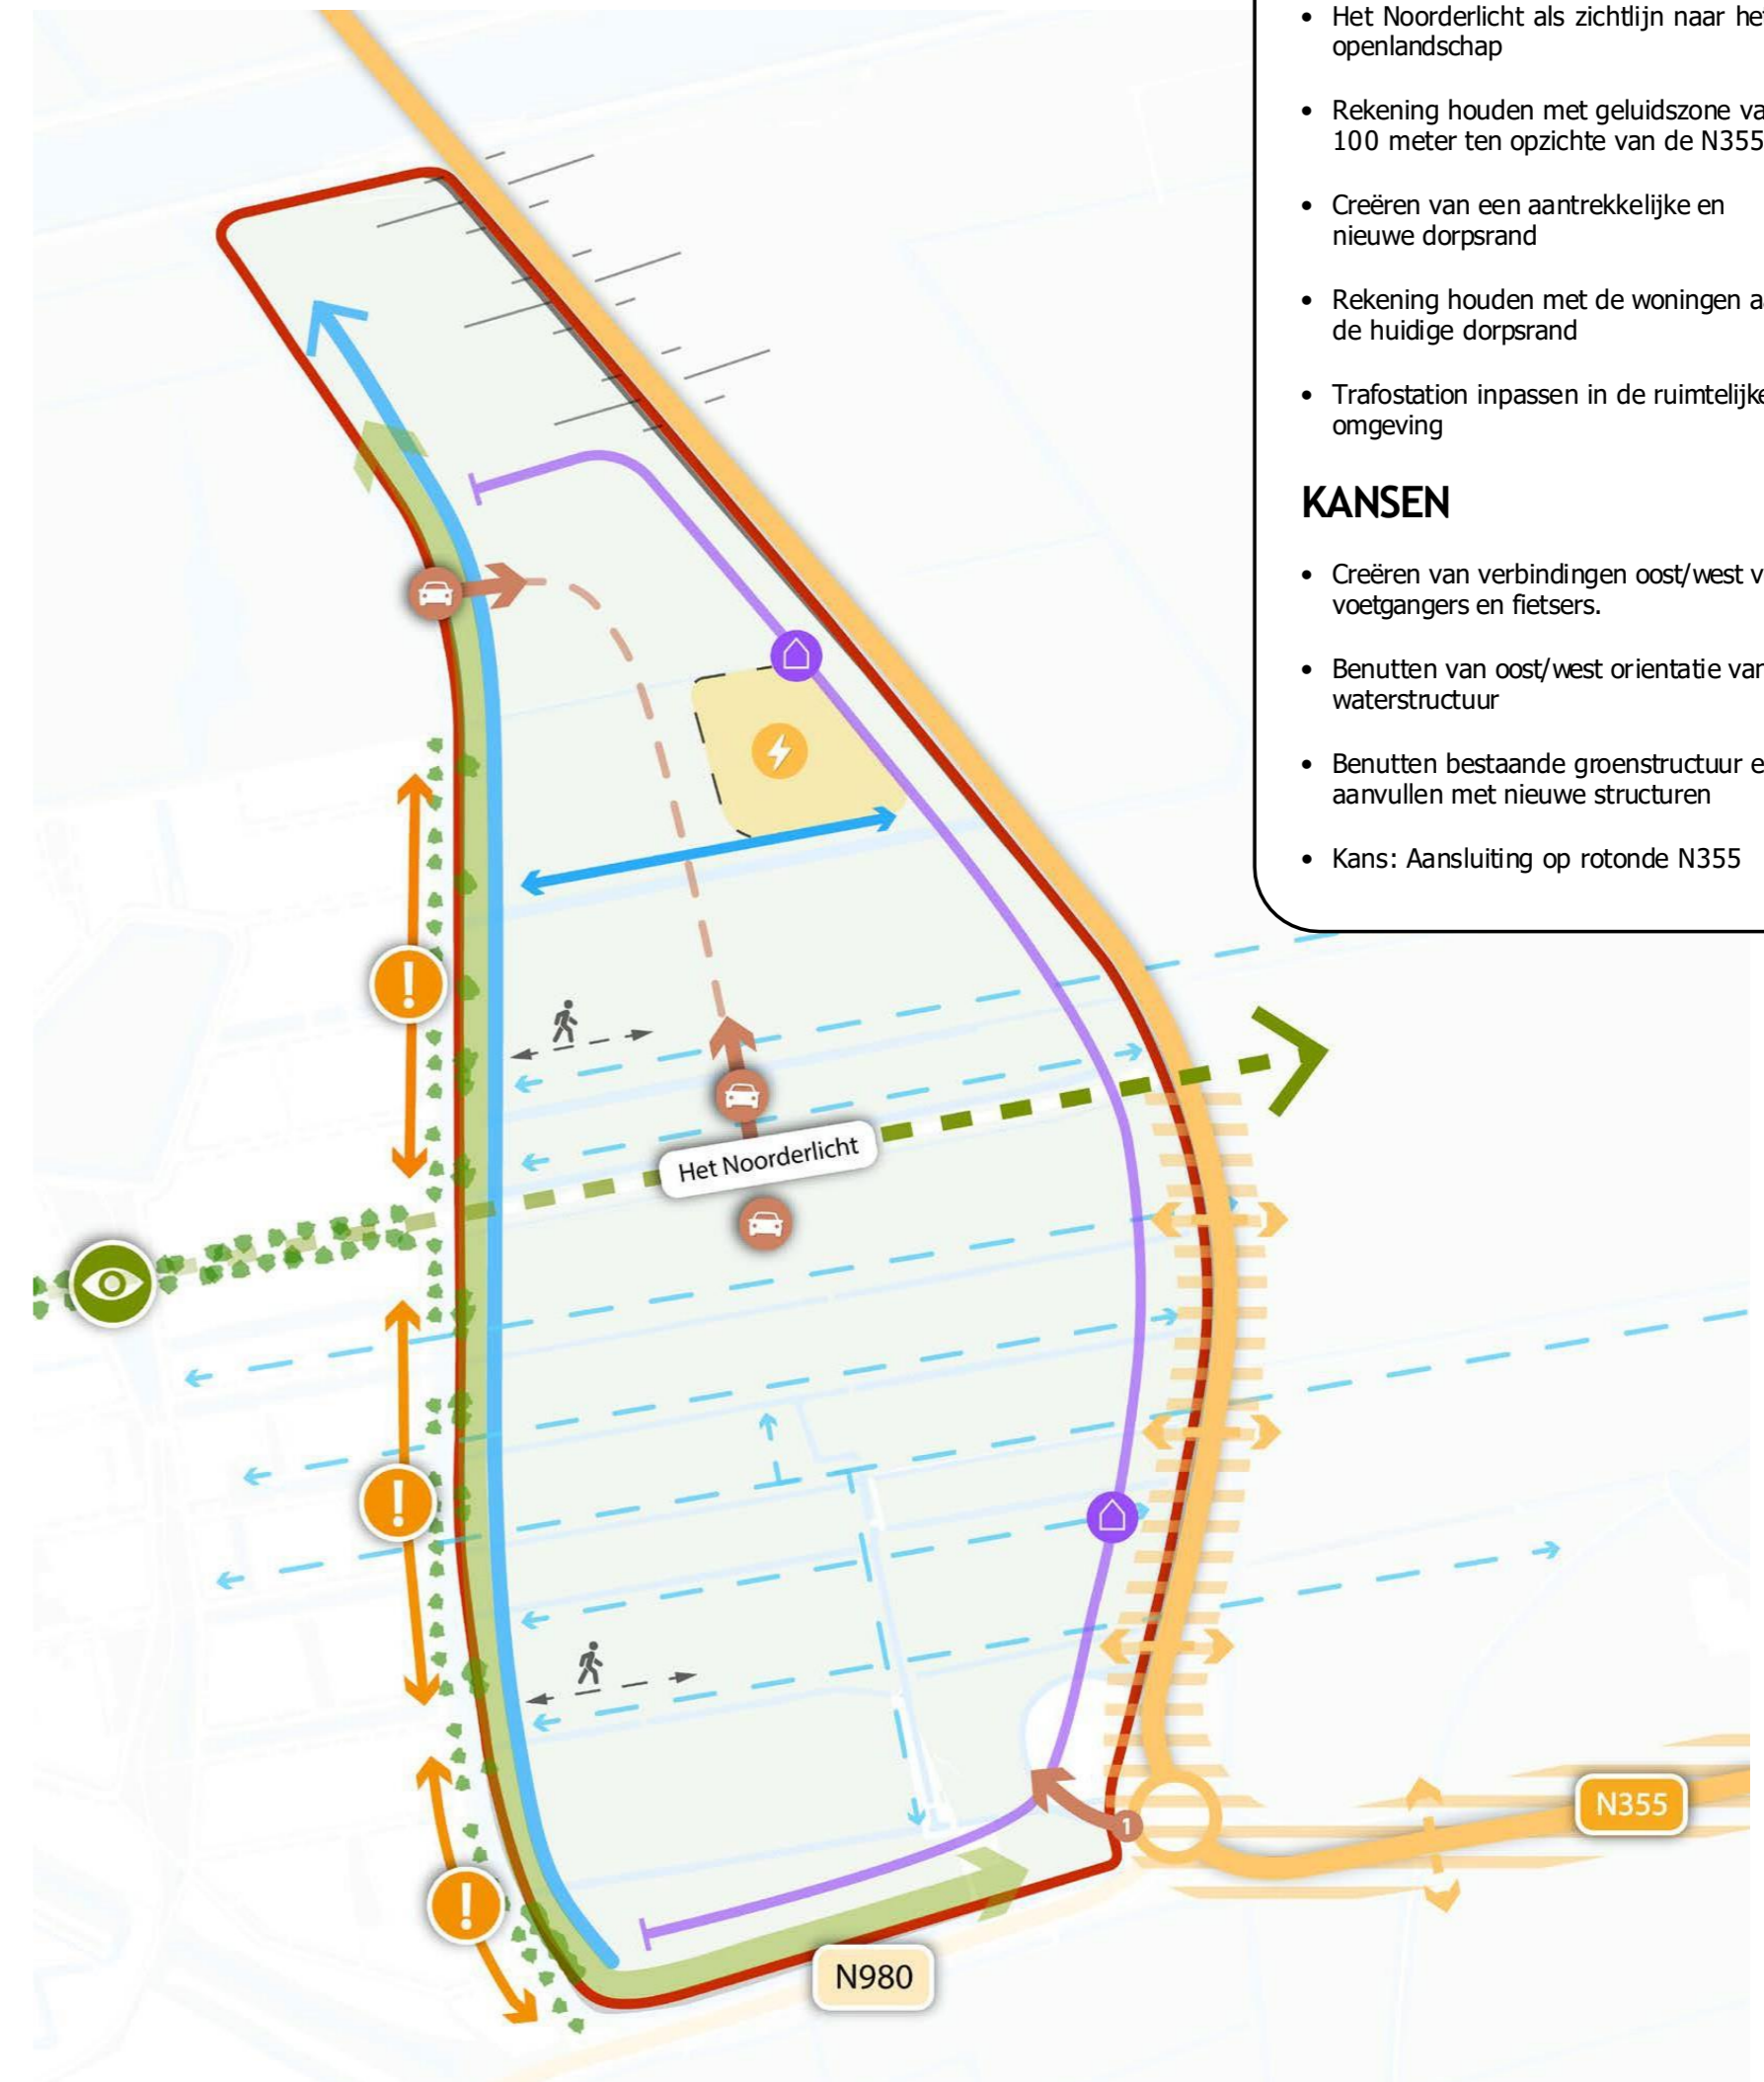 • Het Noorderlicht als zichtlijn naar het
openlandschap
• Rekening houden met geluidszone va
100 meter ten opzichte van de N355
• Creëren van een aantrekkelijke en
nieuwe dorpsrand
• Rekening houden met de woningen a
de huidige dorpsrand
• Trafostation inpassen in de ruimtelijke
omgeving
KANSEN
• Creëren van verbindingen oost/west v
voetgangers en fietsers.
• Benutten van oost/west orientatie van
waterstructuur
• Benutten bestaande groenstructuur e
aanvullen met nieuwe structuren
• Kans: Aansluiting op rotonde N355
!
Het Noorderlicht
!
N355
1
!
N980